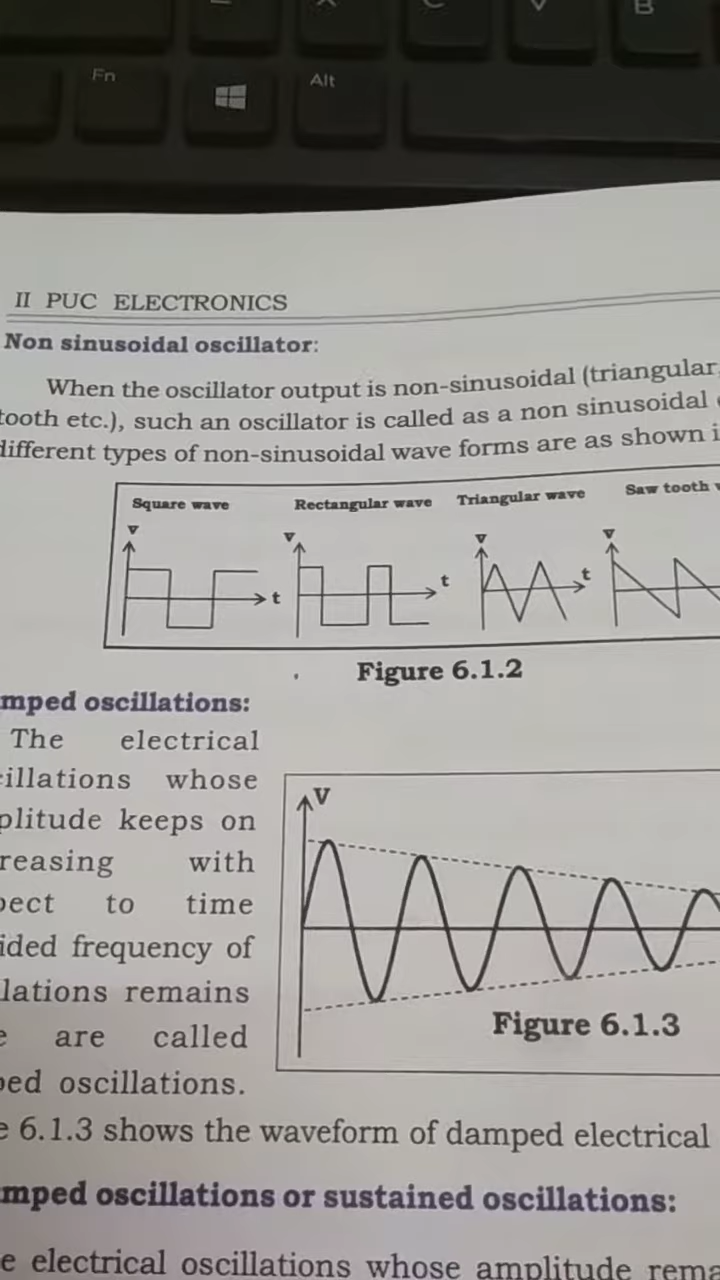 Fn
Alt
C
V
B
II PUC ELECTRONICS
Non sinusoidal oscillator:
When the oscillator output is non-sinusoidal (triangular,
tooth etc.), such an oscillator is called as a non sinusoidal
different types of non-sinusoidal wave forms are as shown i
Square wave Rectangular wave Triangular wave Saw tooth
V V V V
t t t
Figure 6.1.2
mped oscillations:
The electrical
cillations whose
plitude keeps on
reasing with
pect to time
ided frequency of
lations remains
e are called
ped oscillations.
V
Figure 6.1.3
e 6.1.3 shows the waveform of damped electrical
mped oscillations or sustained oscillations:
e electrical oscillations whose amplitude rema